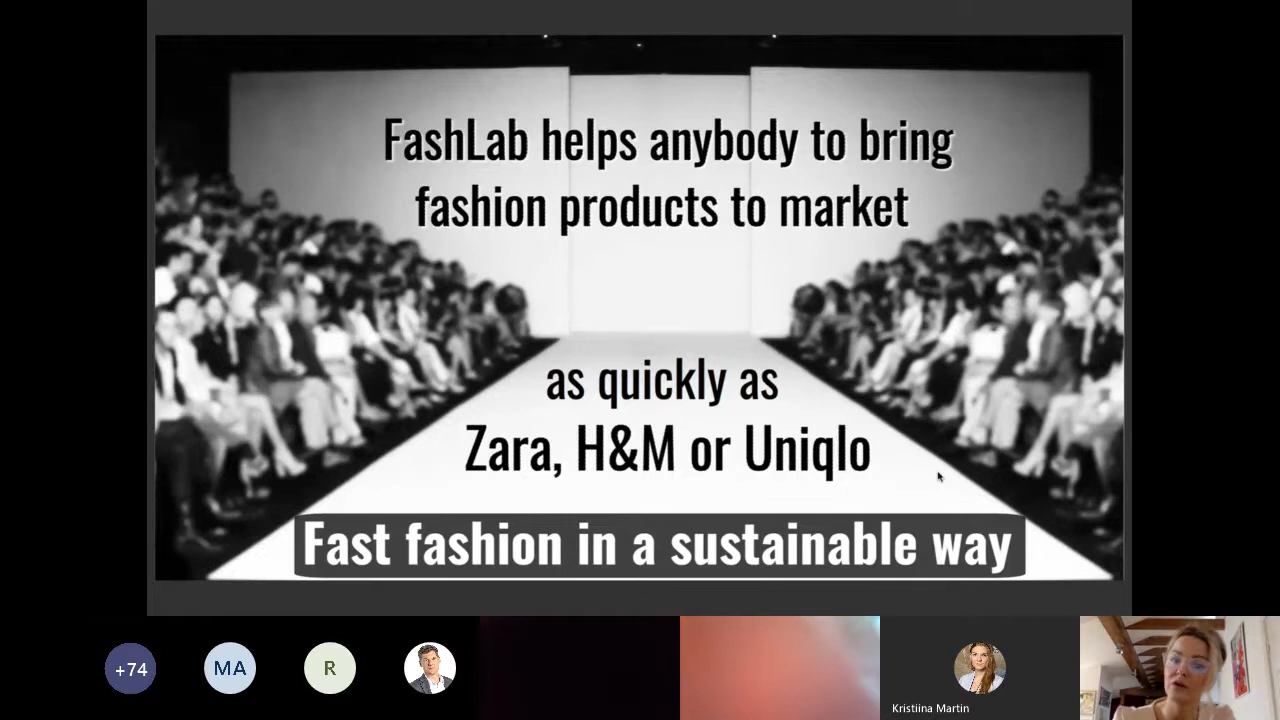 FashLab helps anybody to bring
fashion products to market
as quickly as
Zara, H&M or Uniqlo
Fast fashion in a sustainable way
+74
MA
R
Kristiina Martin